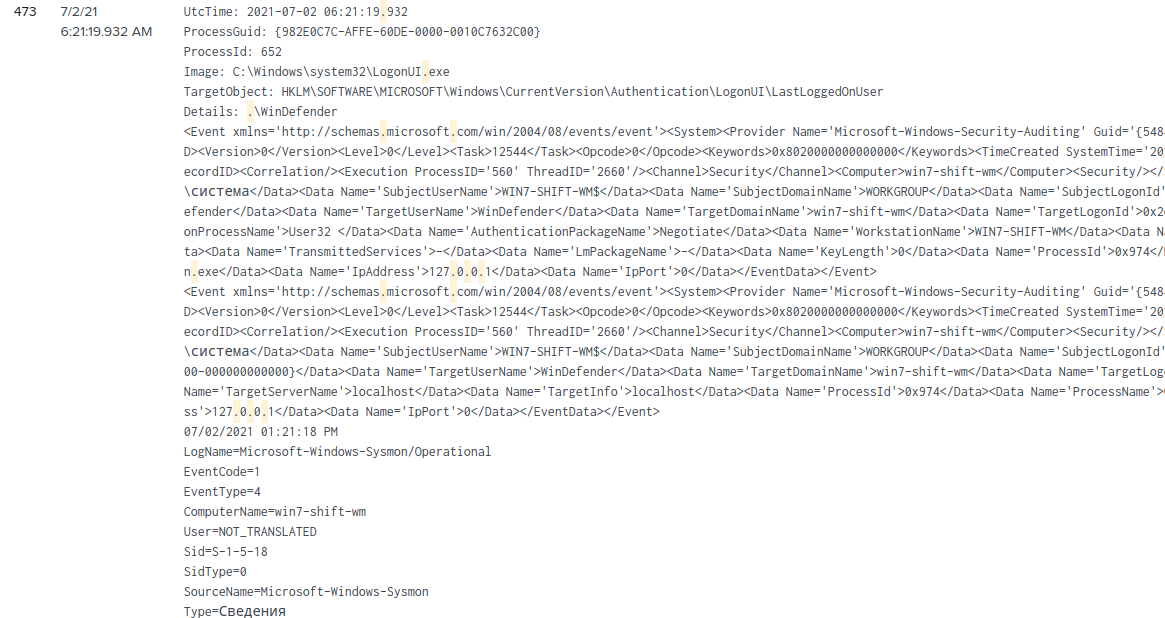 473 7/2/21 UtcTime: 2021-07-02 06:21:19.932
6:21:19.932 AM ProcessGuid: {982E0C7C-AFFE-60DE-0000-0010C7632C00}
ProcessId: 652
Image: C:\Windows\system32\LogonUI.exe
TargetObject: HKLM\SOFTWARE\MICROSOFT\Windows\CurrentVersion\Authentication\LogonUI\LastLoggedOnUser
Details: .\WinDefender
<Event xmlns='http://schemas.microsoft.com/win/2004/08/events/event'><System><Provider Name='Microsoft-Windows-Security-Auditing' Guid='{548
D><Version>0</Version><Level>0</Level><Task>12544</Task><Opcode>0</Opcode><Keywords>0x8020000000000000</Keywords><TimeCreated SystemTime='20
ecordID><Correlation/><Execution ProcessID='560' ThreadID='2660'/><Channel>Security</Channel><Computer>win7-shift-wm</Computer><Security/></
\система</Data><Data Name='SubjectUserName'>WIN7-SHIFT-WM$</Data><Data Name='SubjectDomainName'>WORKGROUP</Data><Data Name='SubjectLogonId'
efender</Data><Data Name='TargetUserName'>WinDefender</Data><Data Name='TargetDomainName'>win7-shift-wm</Data><Data Name='TargetLogonId'>0x2
onProcessName'>User32 </Data><Data Name='AuthenticationPackageName'>Negotiate</Data><Data Name='WorkstationName'>WIN7-SHIFT-WM</Data><Data N
ta><Data Name='TransmittedServices'>-</Data><Data Name='LmPackageName'>-</Data><Data Name='KeyLength'>0</Data><Data Name='ProcessId'>0x974</
n.exe</Data><Data Name='IpAddress'>127.0.0.1</Data><Data Name='IpPort'>0</Data></EventData></Event>
<Event xmlns='http://schemas.microsoft.com/win/2004/08/events/event'><System><Provider Name='Microsoft-Windows-Security-Auditing' Guid='{548
D><Version>0</Version><Level>0</Level><Task>12544</Task><Opcode>0</Opcode><Keywords>0x8020000000000000</Keywords><TimeCreated SystemTime='20
ecordID><Correlation/><Execution ProcessID='560' ThreadID='2660'/><Channel>Security</Channel><Computer>win7-shift-wm</Computer><Security/></
\система</Data><Data Name='SubjectUserName'>WIN7-SHIFT-WM$</Data><Data Name='SubjectDomainName'>WORKGROUP</Data><Data Name='SubjectLogonId'
00-000000000000}</Data><Data Name='TargetUserName'>WinDefender</Data><Data Name='TargetDomainName'>win7-shift-wm</Data><Data Name='TargetLog
Name='TargetServerName'>localhost</Data><Data Name='TargetInfo'>localhost</Data><Data Name='ProcessId'>0x974</Data><Data Name='ProcessName'>
ss'>127.0.0.1</Data><Data Name='IpPort'>0</Data></EventData></Event>
07/02/2021 01:21:18 PM
LogName=Microsoft-Windows-Sysmon/Operational
EventCode=1
EventType=4
ComputerName=win7-shift-wm
User=NOT_TRANSLATED
Sid=S-1-5-18
SidType=0
SourceName=Microsoft-Windows-Sysmon
Type=Сведения